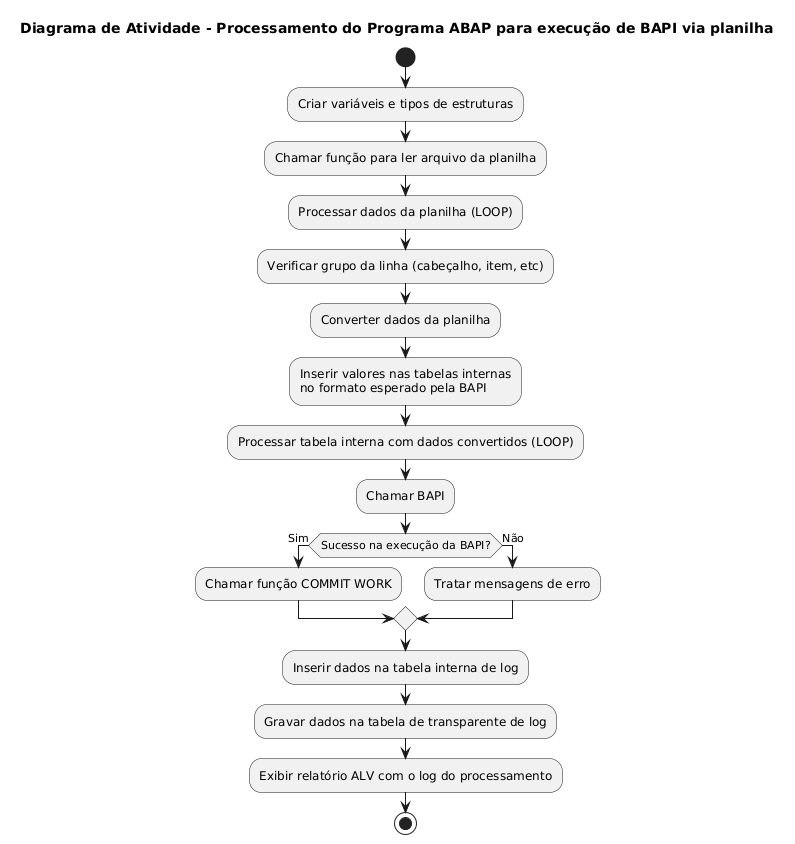 Diagrama de Atividade - Processamento do Programa ABAP para execução de BAPI via planilha
Criar variáveis e tipos de estruturas
Chamar função para ler arquivo da planilha
Processar dados da planilha (LOOP)
Verificar grupo da linha (cabeçalho, item, etc)
Converter dados da planilha
Inserir valores nas tabelas internas
no formato esperado pela BAPI
Processar tabela interna com dados convertidos (LOOP)
Chamar BAPI
Sim
Sucesso na execução da BAPI?
Não
Chamar função COMMIT WORK
Tratar mensagens de erro
Inserir dados na tabela interna de log
Gravar dados na tabela de transparente de log
Exibir relatório ALV com o log do processamento